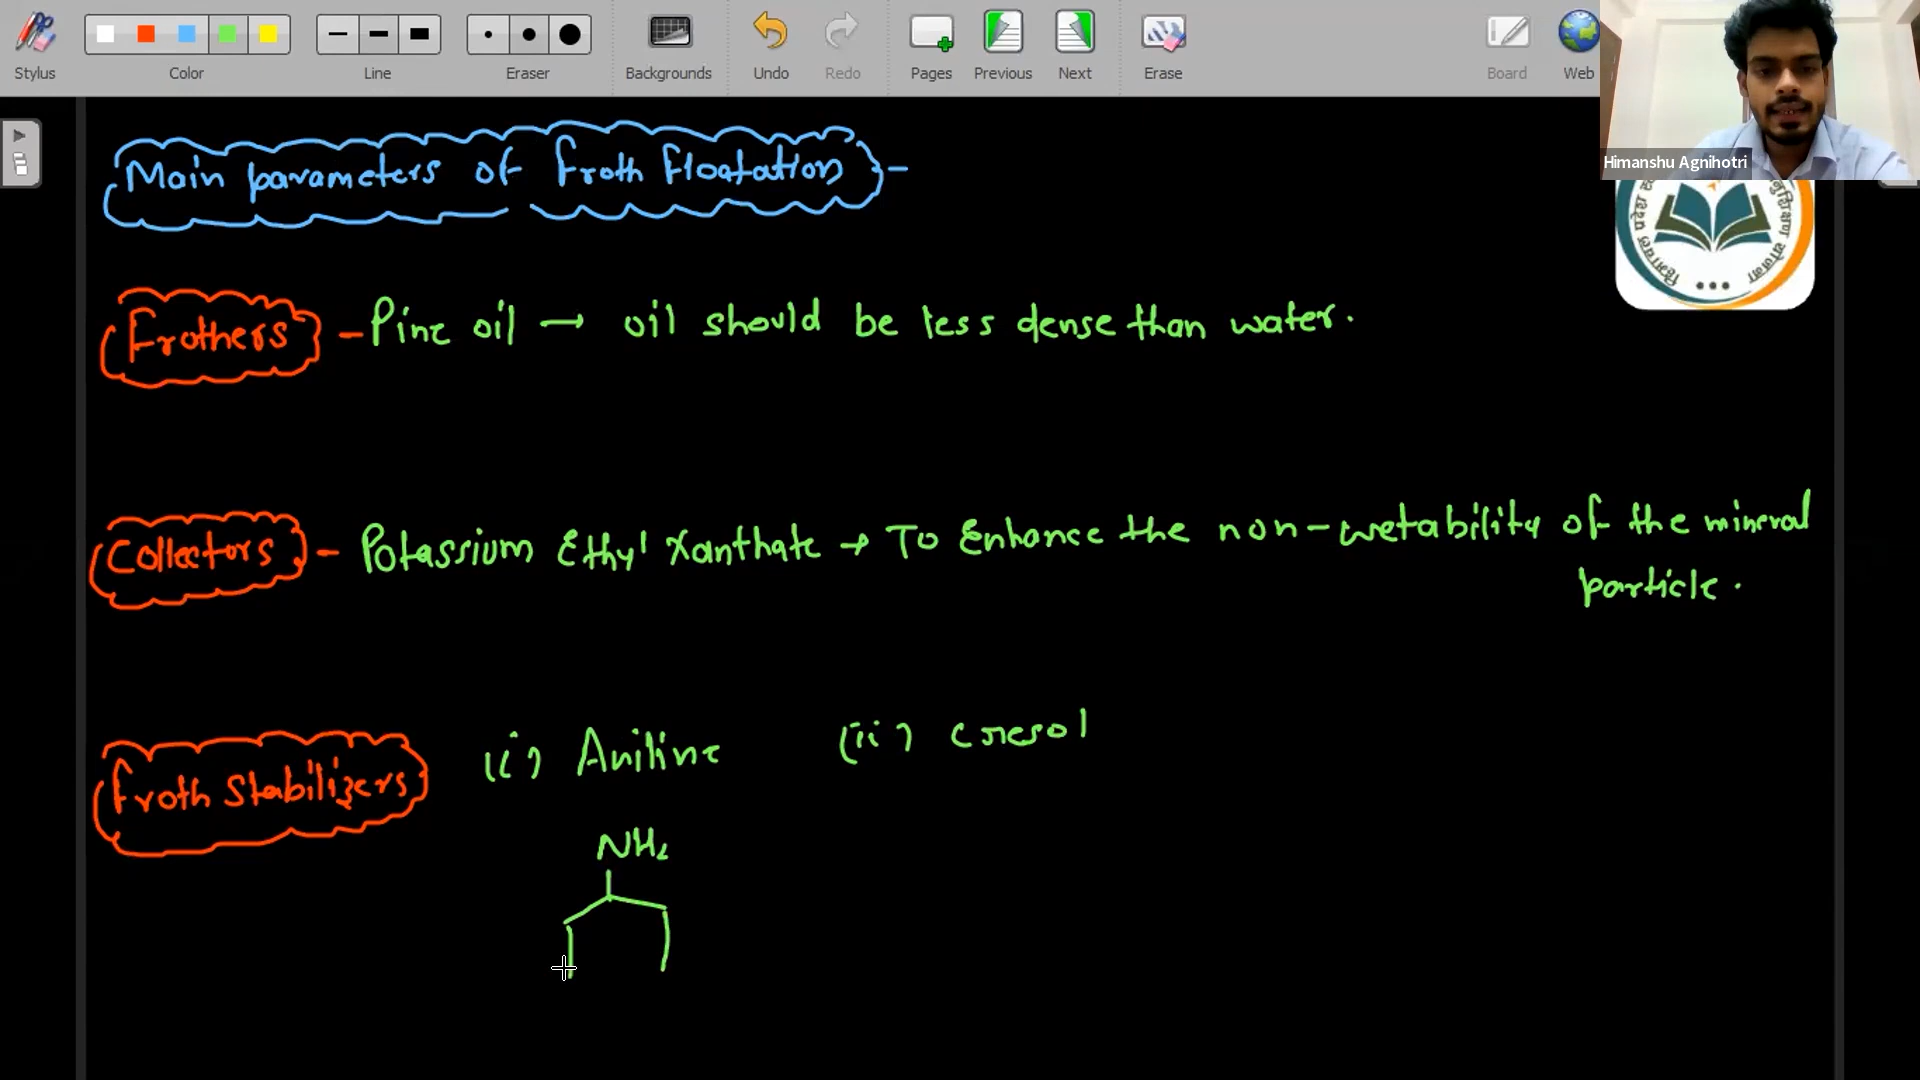 Stylus Color Line Eraser Backgrounds Undo Redo Pages Previous Next Erase Board Web
Himanshu Agnihotri
Main parameters of Froth Floatation -
Frothers - Pine oil → oil should be less dense than water.
Collectors - Potassium Ethyl Xanthate → To Enhance the non-wetability of the mineral
particle.
Froth Stabilizers (i) Aniline (ii) Cresol
NH₂